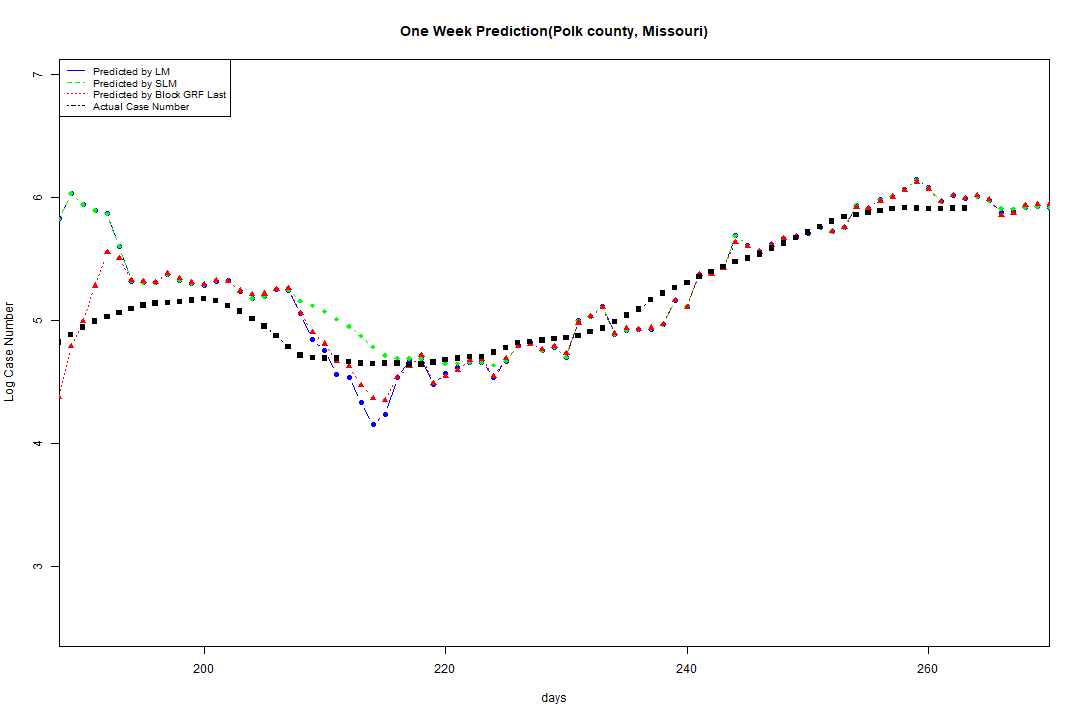 One Week Prediction(Polk county, Missouri)
Predicted by LM
Predicted by SLM
Predicted by Block GRF Last
Actual Case Number
Log Case Number
7
6
5
4
3
200 220 240 260
days